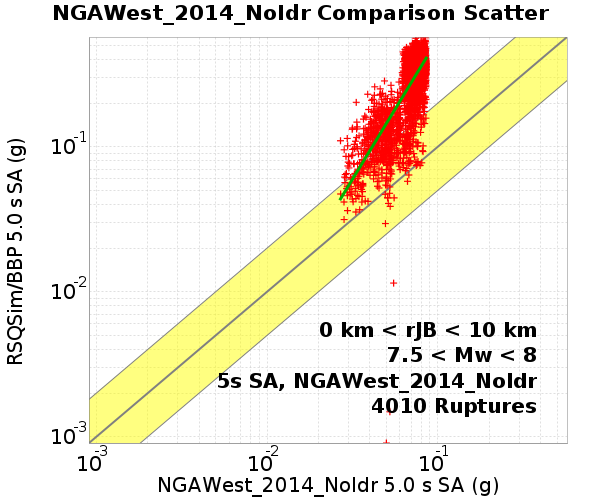 NGAWest_2014_NoIdr Comparison Scatter
RSQSim/BBP 5.0 s SA (g)
10-1
10-2
10-3
0 km < rJB < 10 km
7.5 < Mw < 8
5s SA, NGAWest_2014_NoIdr
4010 Ruptures
10-3
10-2
10-1
NGAWest_2014_NoIdr 5.0 s SA (g)